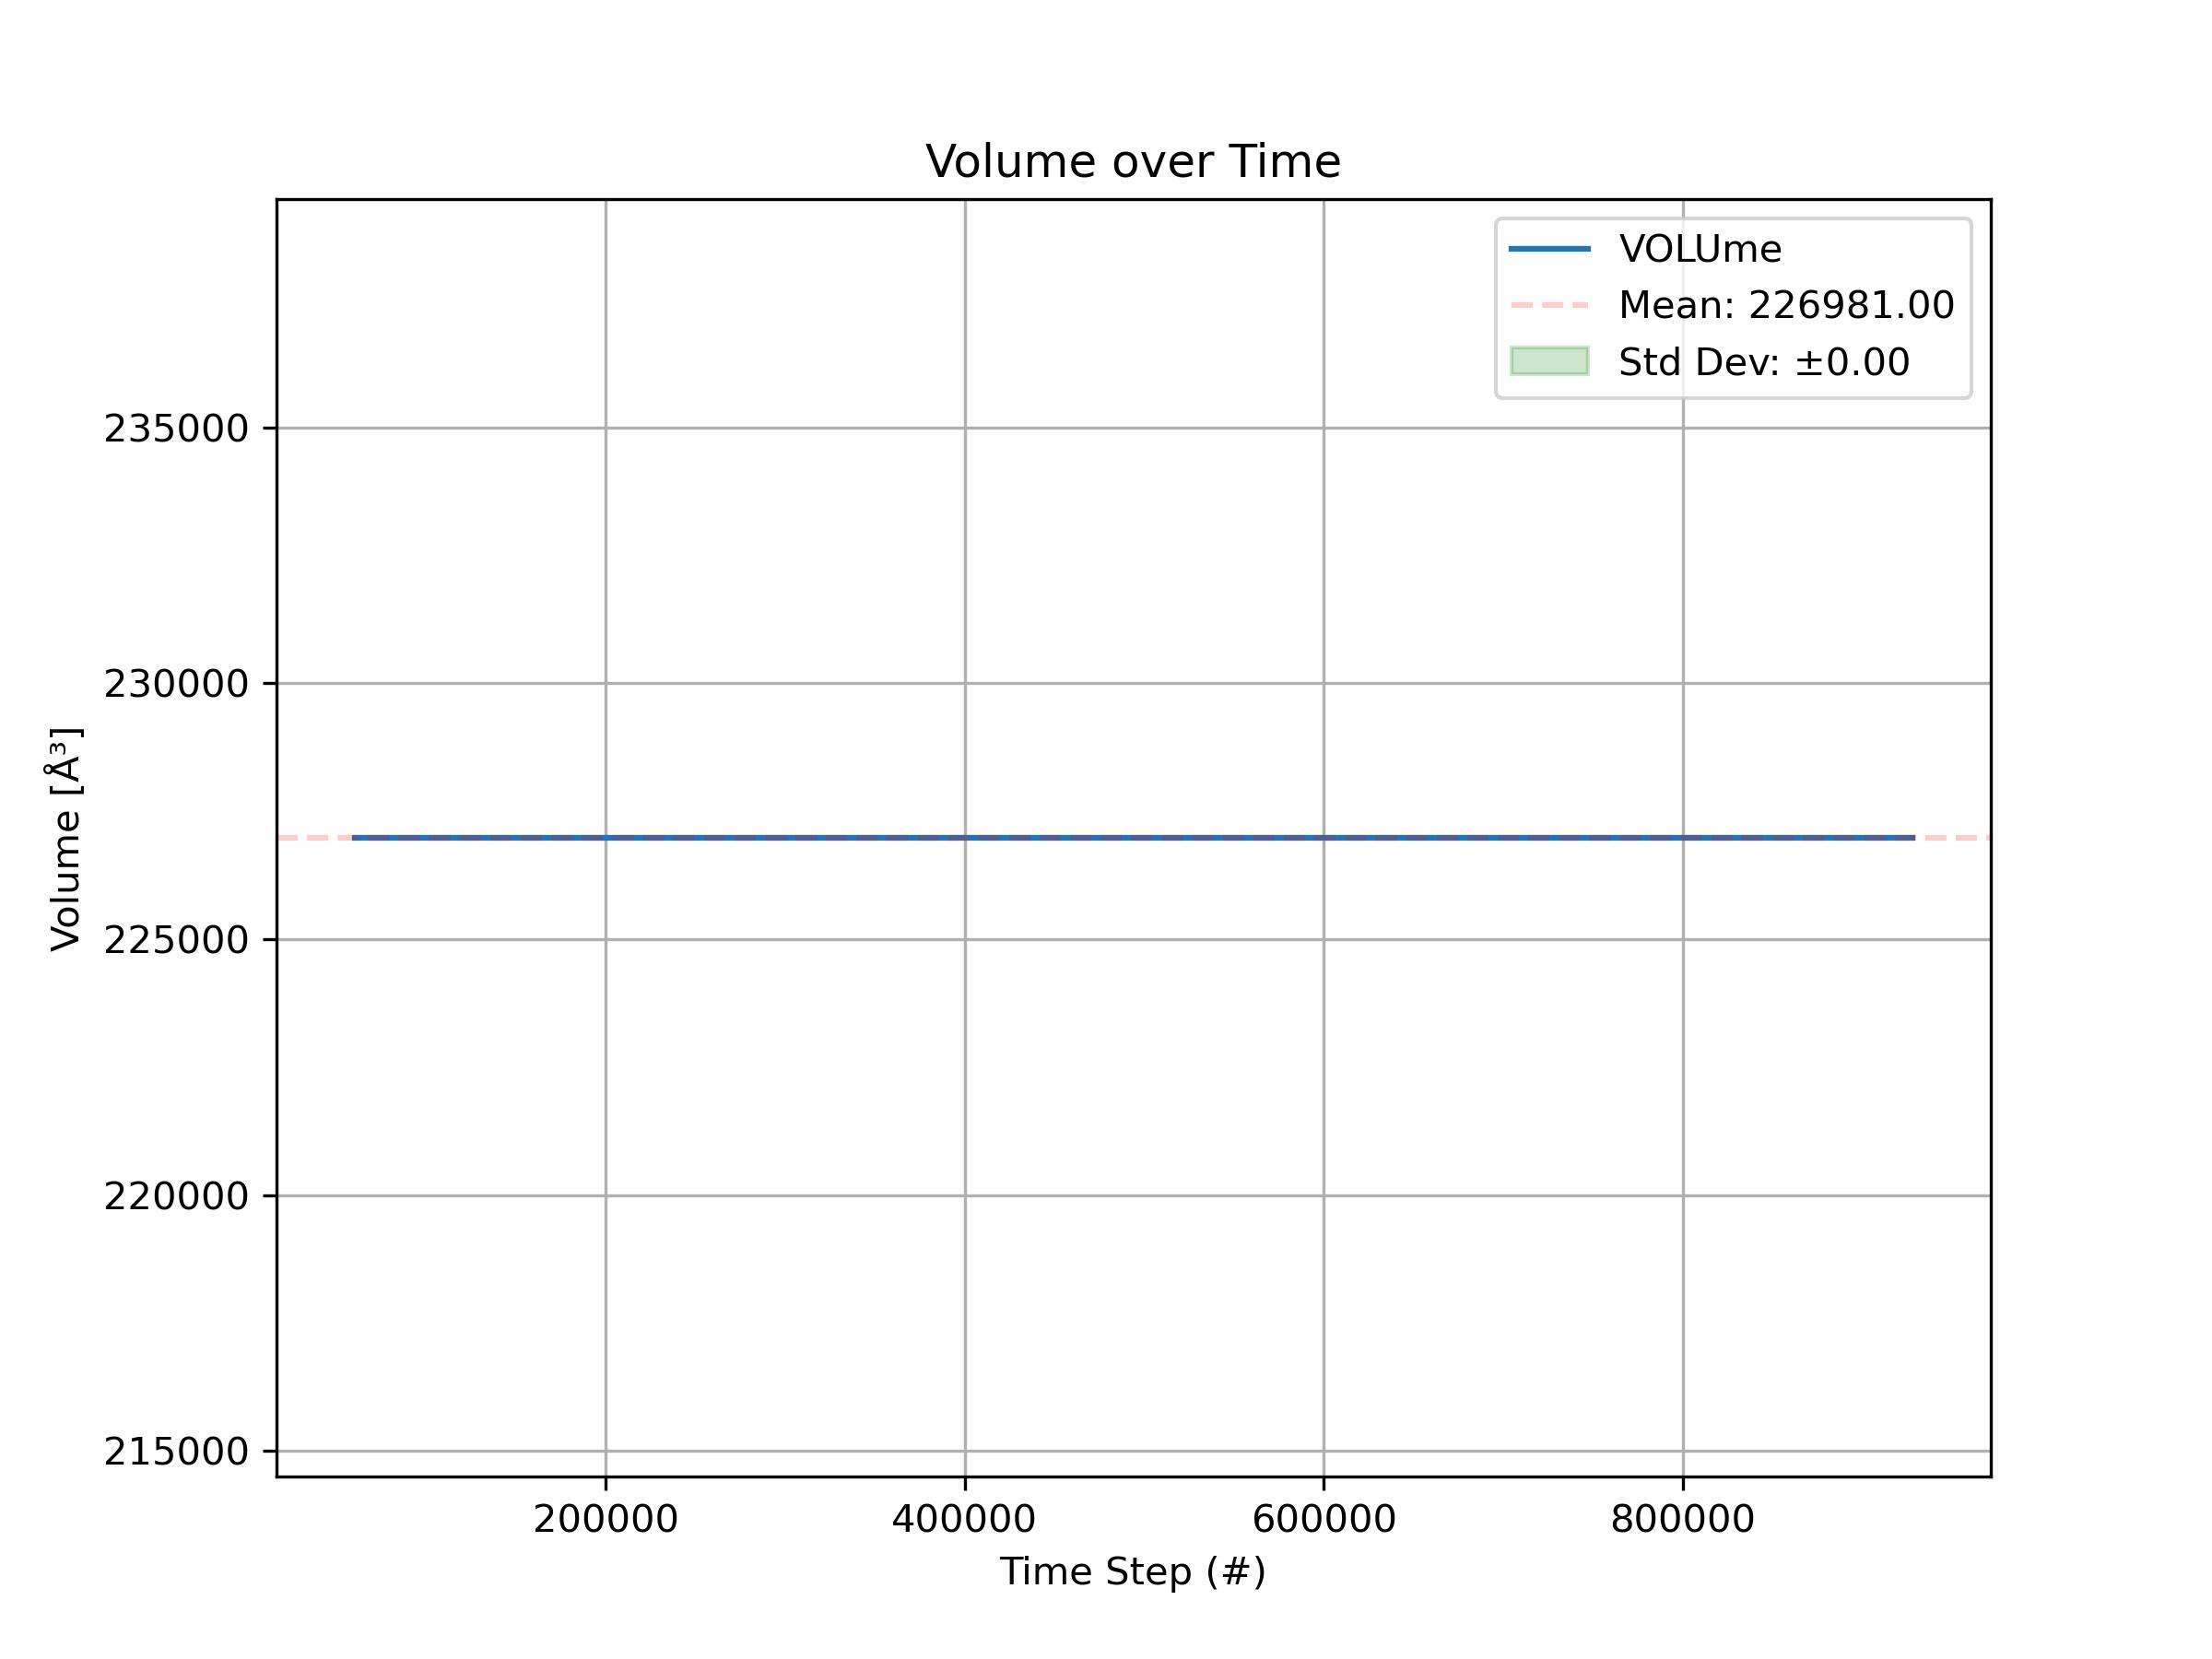 Volume over Time
VOLUme
Mean: 226981.00
Std Dev: ±0.00
235000
230000
225000
220000
215000
Volume [Å³]
200000 400000 600000 800000
Time Step (#)